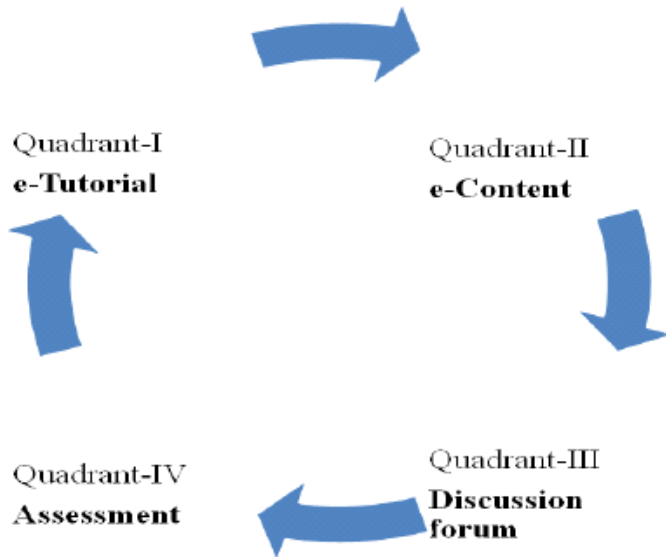 Quadrant-I
e-Tutorial
Quadrant-II
e-Content
Quadrant-III
Discussion
forum
Quadrant-IV
Assessment